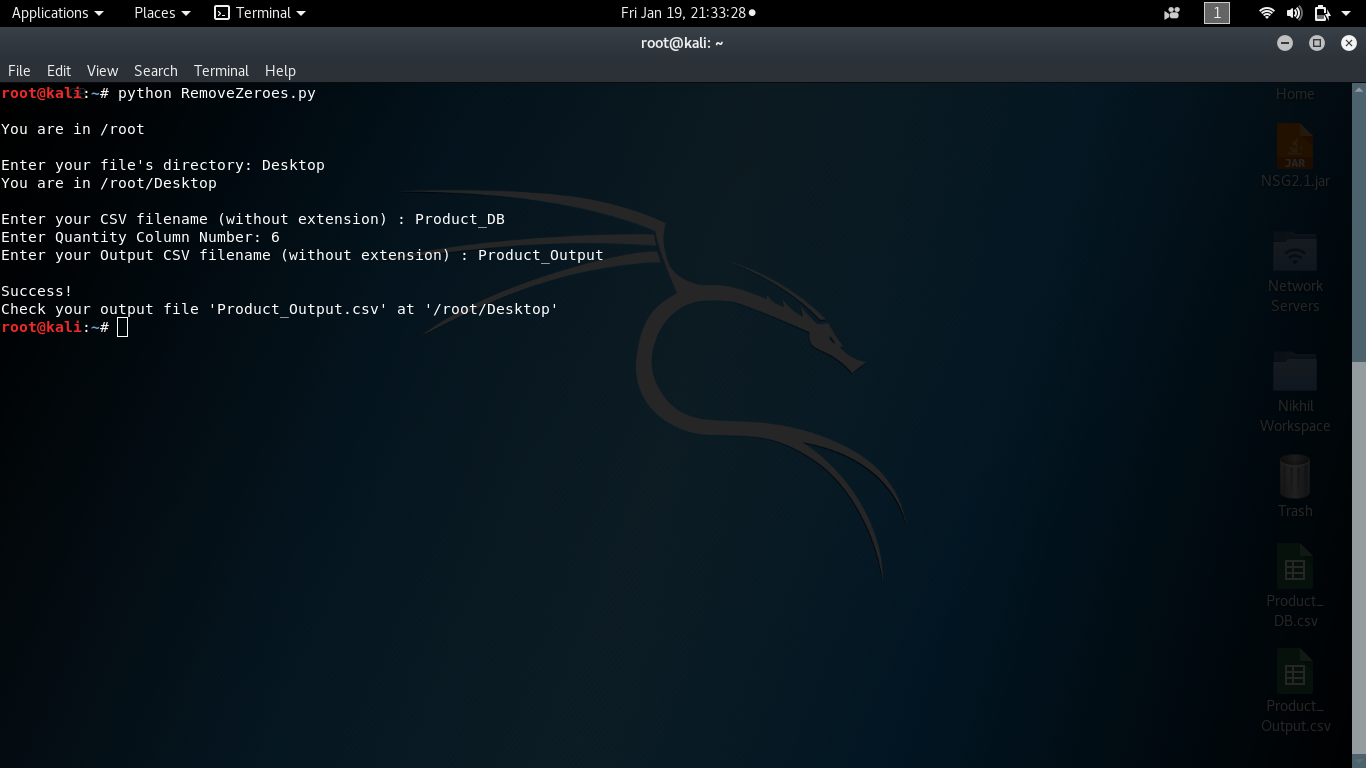 Applications Places Terminal Fri Jan 19, 21:33:28 1
root@kali: ~
File Edit View Search Terminal Help
root@kali:~# python RemoveZeroes.py
You are in /root
Enter your file's directory: Desktop
You are in /root/Desktop
Enter your CSV filename (without extension) : Product_DB
Enter Quantity Column Number: 6
Enter your Output CSV filename (without extension) : Product_Output
Success!
Check your output file 'Product_Output.csv' at '/root/Desktop'
root@kali:~#
Home
JAR
NSG2.1.jar
Network
Servers
Nikhil
Workspace
Trash
Product_
DB.csv
Product_
Output.csv